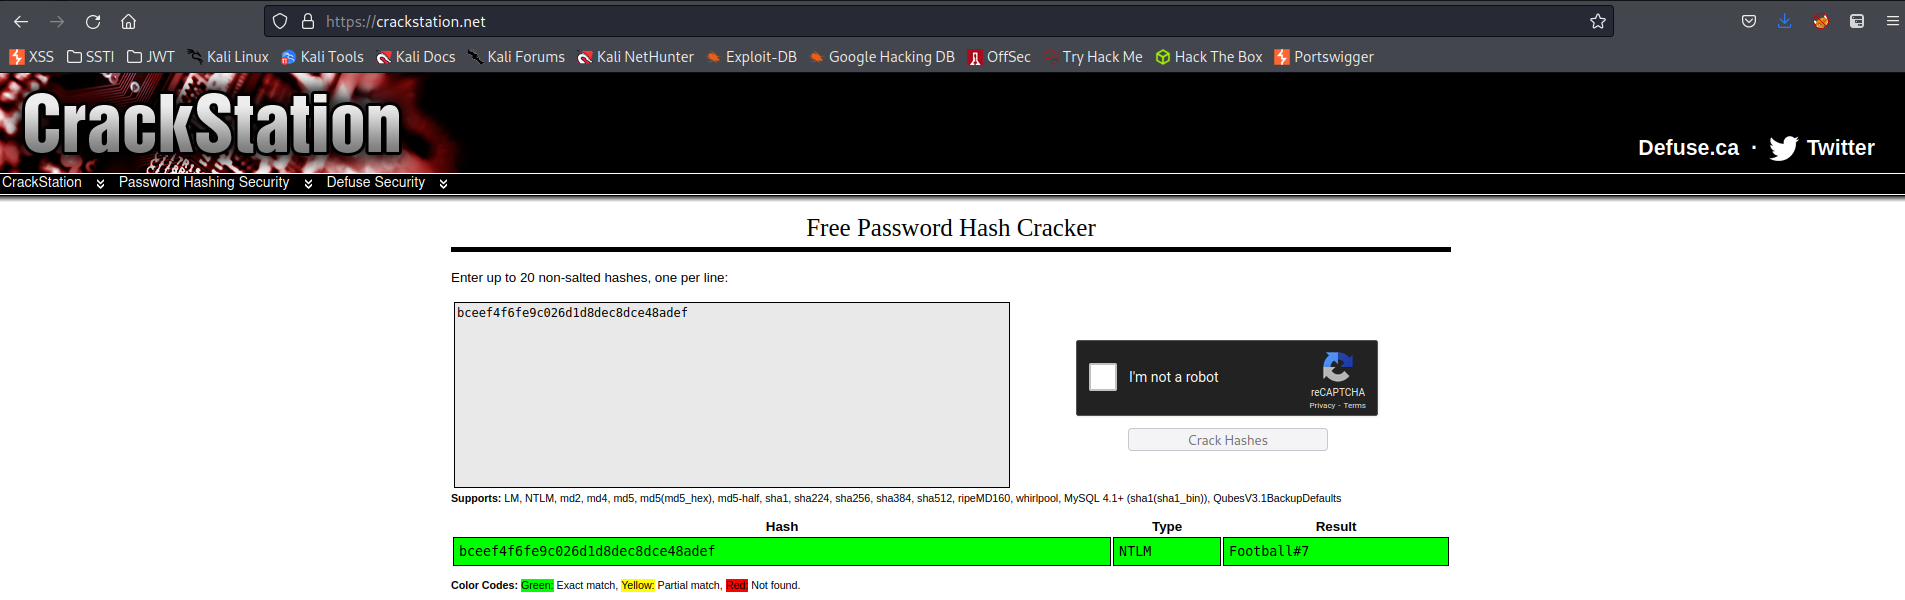 https://crackstation.net
XSS SSTI JWT Kali Linux Kali Tools Kali Docs Kali Forums Kali NetHunter Exploit-DB Google Hacking DB OffSec Try Hack Me Hack The Box Portswigger
CrackStation
Defuse.ca · Twitter
CrackStation Password Hashing Security Defuse Security
Free Password Hash Cracker
Enter up to 20 non-salted hashes, one per line:
bceef4f6fe9c026d1d8dec8dce48adef
I'm not a robot
reCAPTCHA
Privacy - Terms
Crack Hashes
Supports: LM, NTLM, md2, md4, md5, md5(md5_hex), md5-half, sha1, sha224, sha256, sha384, sha512, ripeMD160, whirlpool, MySQL 4.1+ (sha1(sha1_bin)), QubesV3.1BackupDefaults
Hash Type Result
bceef4f6fe9c026d1d8dec8dce48adef NTLM Football#7
Color Codes: Green: Exact match, Yellow: Partial match, Red: Not found.